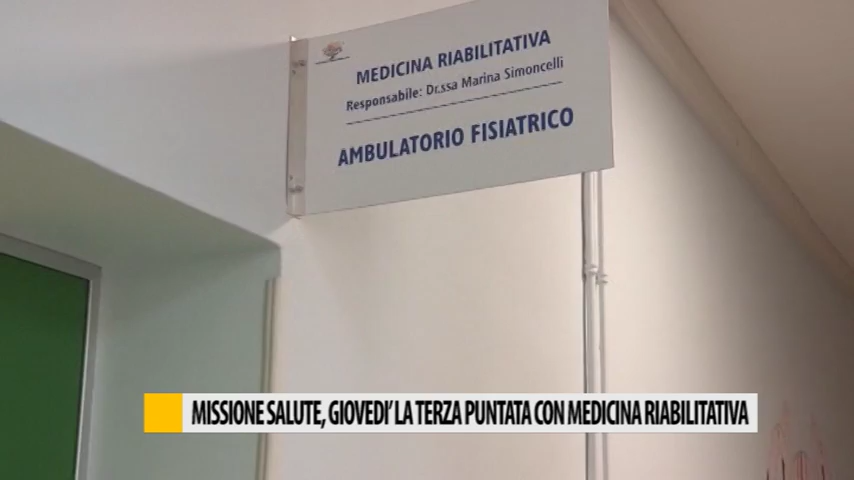 MEDICINA RIABILITATIVA
Responsabile: Dr.ssa Marina Simoncelli
AMBULATORIO FISIATRICO
MISSIONE SALUTE, GIOVEDI' LA TERZA PUNTATA CON MEDICINA RIABILITATIVA